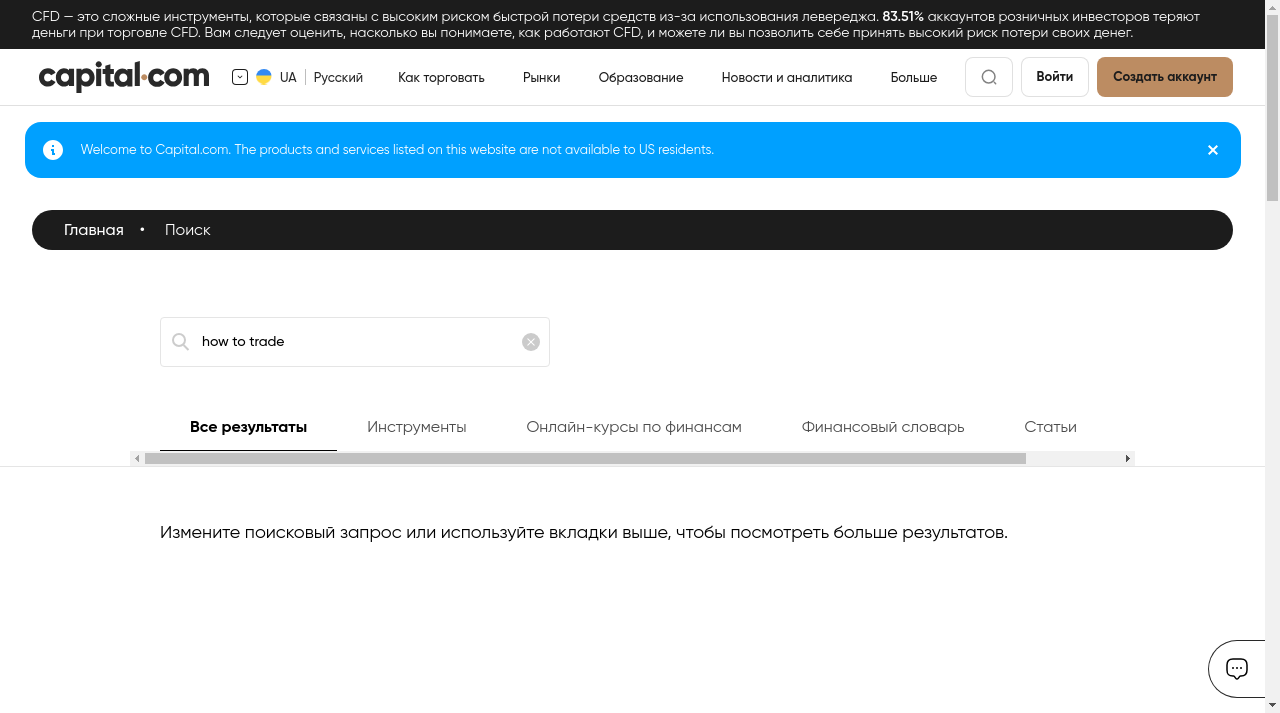 CFD — это сложные инструменты, которые связаны с высоким риском быстрой потери средств из-за использования левереджа. 83.51% аккаунтов розничных инвесторов теряют
деньги при торговле CFD. Вам следует оценить, насколько вы понимаете, как работают CFD, и можете ли вы позволить себе принять высокий риск потери своих денег.
capital.com UA Русский Как торговать Рынки Образование Новости и аналитика Больше Войти Создать аккаунт
Welcome to Capital.com. The products and services listed on this website are not available to US residents.
Главная • Поиск
how to trade
Все результаты Инструменты Онлайн-курсы по финансам Финансовый словарь Статьи
Измените поисковый запрос или используйте вкладки выше, чтобы посмотреть больше результатов.